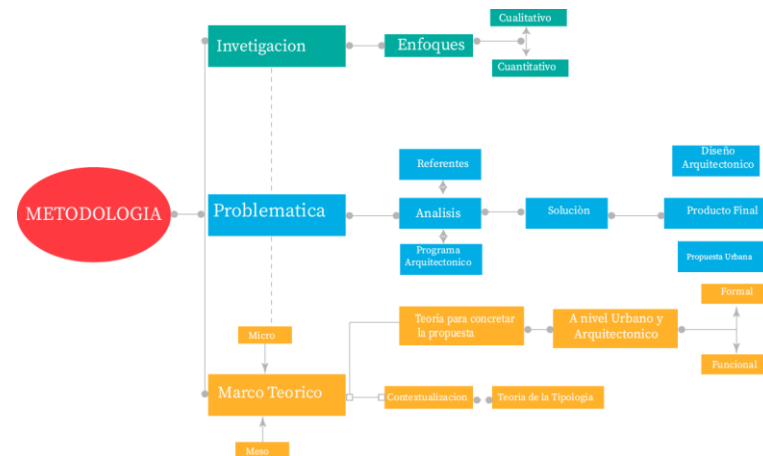 Cualitativo
Invetigacion
Enfoques
Cuantitativo
Diseño
Arquitectonico
Referentes
METODOLOGIA
Problematica
Analisis
Soluciòn
Producto Final
Programa
Arquitectonico
Propuesta Urbana
Formal
Teoria para concretar
la propuesta
A nivel Urbano y
Arquitectonico
Micro
Funcional
Marco Teorico
Contextualizacion
Teoria de la Tipologia
Meso